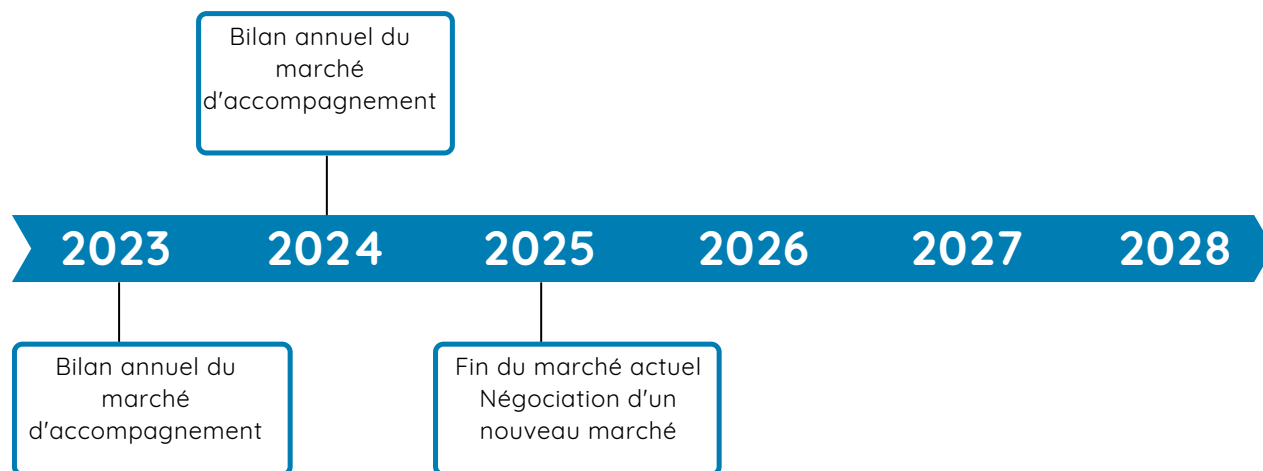 Bilan annuel du
marché
d'accompagnement
2023 2024 2025 2026 2027 2028
Bilan annuel du
marché
d'accompagnement
Fin du marché actuel
Négociation d'un
nouveau marché